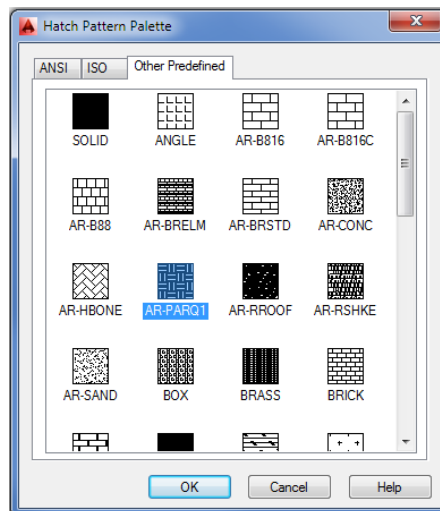 Hatch Pattern Palette
ANSI ISO Other Predefined
SOLID ANGLE AR-B816 AR-B816C
AR-B88 AR-BRELM AR-BRSTD AR-CONC
AR-HBONE AR-PARQ1 AR-RROOF AR-RSHKE
AR-SAND BOX BRASS BRICK
OK Cancel Help